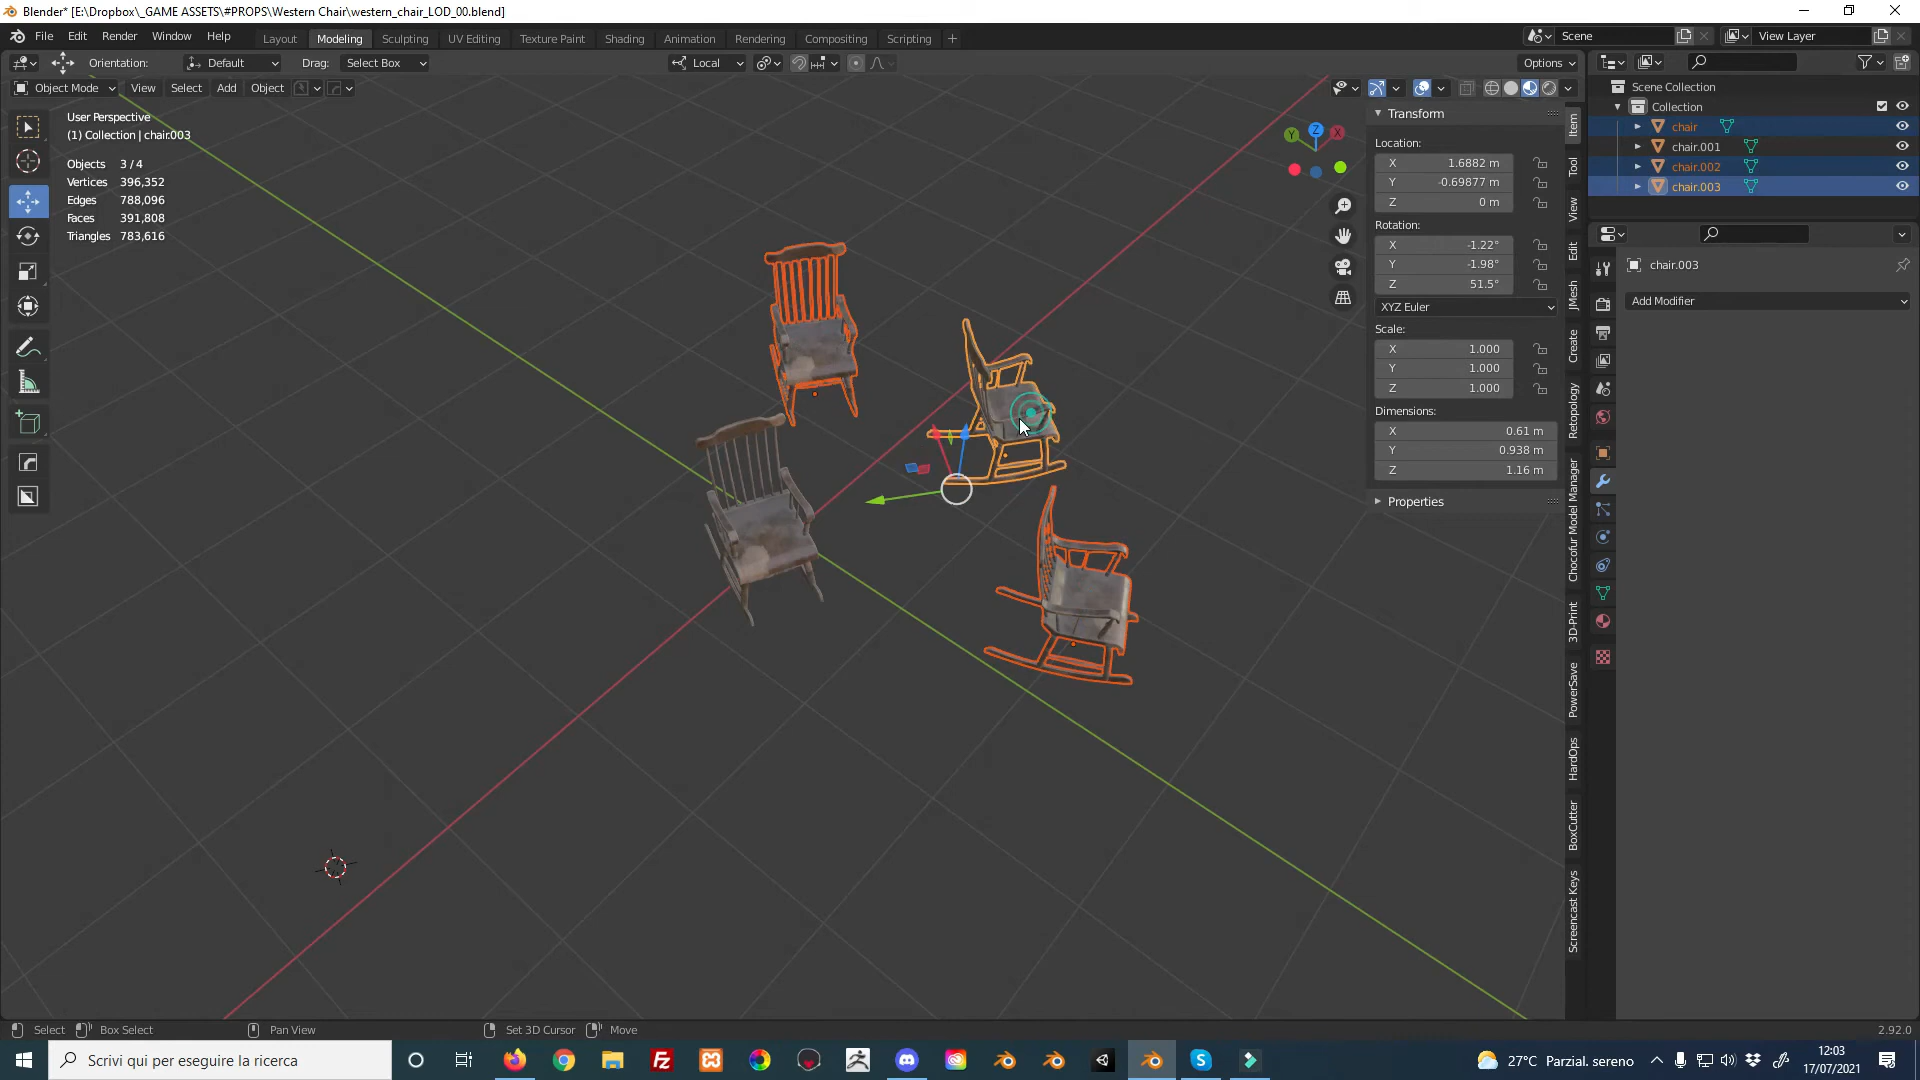 Blender* [E:\Dropbox\_GAME ASSETS\#PROPS\Western Chair\western_chair_LOD_00.blend]
File Edit Render Window Help Layout Modeling Sculpting UV Editing Texture Paint Shading Animation Rendering Compositing Scripting + Scene View Layer
Orientation: Default Drag: Select Box Local Options
Object Mode View Select Add Object
User Perspective
(1) Collection | chair.003
Objects 3 / 4
Vertices 396,352
Edges 788,096
Faces 391,808
Triangles 783,616
Z
Y
X
Transform
Location:
X 1.6882 m
Y -0.69877 m
Z 0 m
Rotation:
X -1.22°
Y -1.98°
Z 51.5°
XYZ Euler
Scale:
X 1.000
Y 1.000
Z 1.000
Dimensions:
X 0.61 m
Y 0.938 m
Z 1.16 m
Properties
Item
Tool
View
Edit
JMesh
Create
Retopology
Chocofur Model Manager
3D-Print
PowerSave
HardOps
BoxCutter
Screencast Keys
Scene Collection
Collection
chair
chair.001
chair.002
chair.003
chair.003
Add Modifier
Select Box Select Pan View Set 3D Cursor Move 2.92.0
Scrivi qui per eseguire la ricerca
27°C Parzial. sereno
12:03
17/07/2021